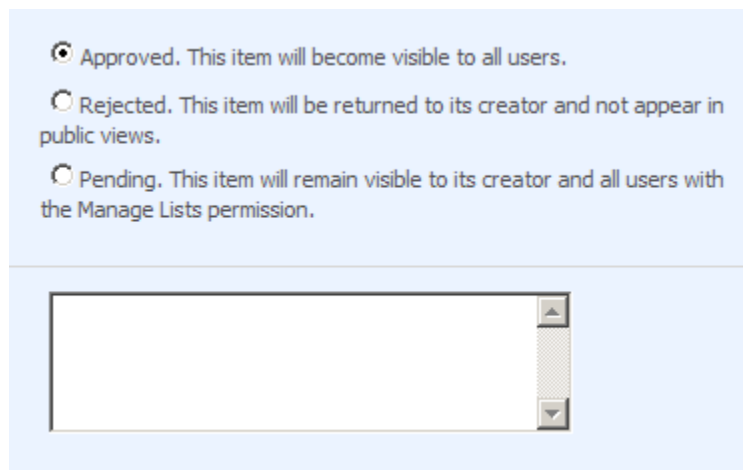 Approved. This item will become visible to all users.
Rejected. This item will be returned to its creator and not appear in
public views.
Pending. This item will remain visible to its creator and all users with
the Manage Lists permission.